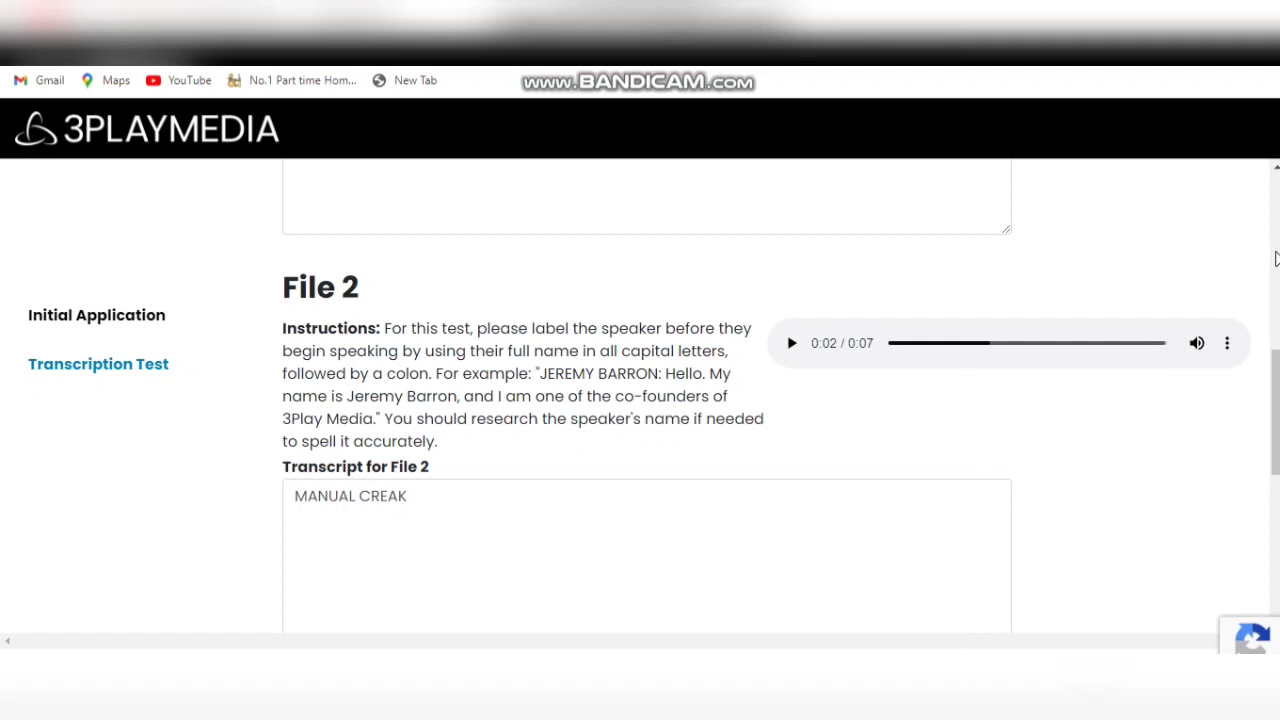 Gmail Maps YouTube No.1 Part time Hom... New Tab
www.BANDICAM.com
3PLAYMEDIA
File 2
Initial Application
Transcription Test
Instructions: For this test, please label the speaker before they
begin speaking by using their full name in all capital letters,
followed by a colon. For example: "JEREMY BARRON: Hello. My
name is Jeremy Barron, and I am one of the co-founders of
3Play Media." You should research the speaker's name if needed
to spell it accurately.
0:02 / 0:07
Transcript for File 2
MANUAL CREAK